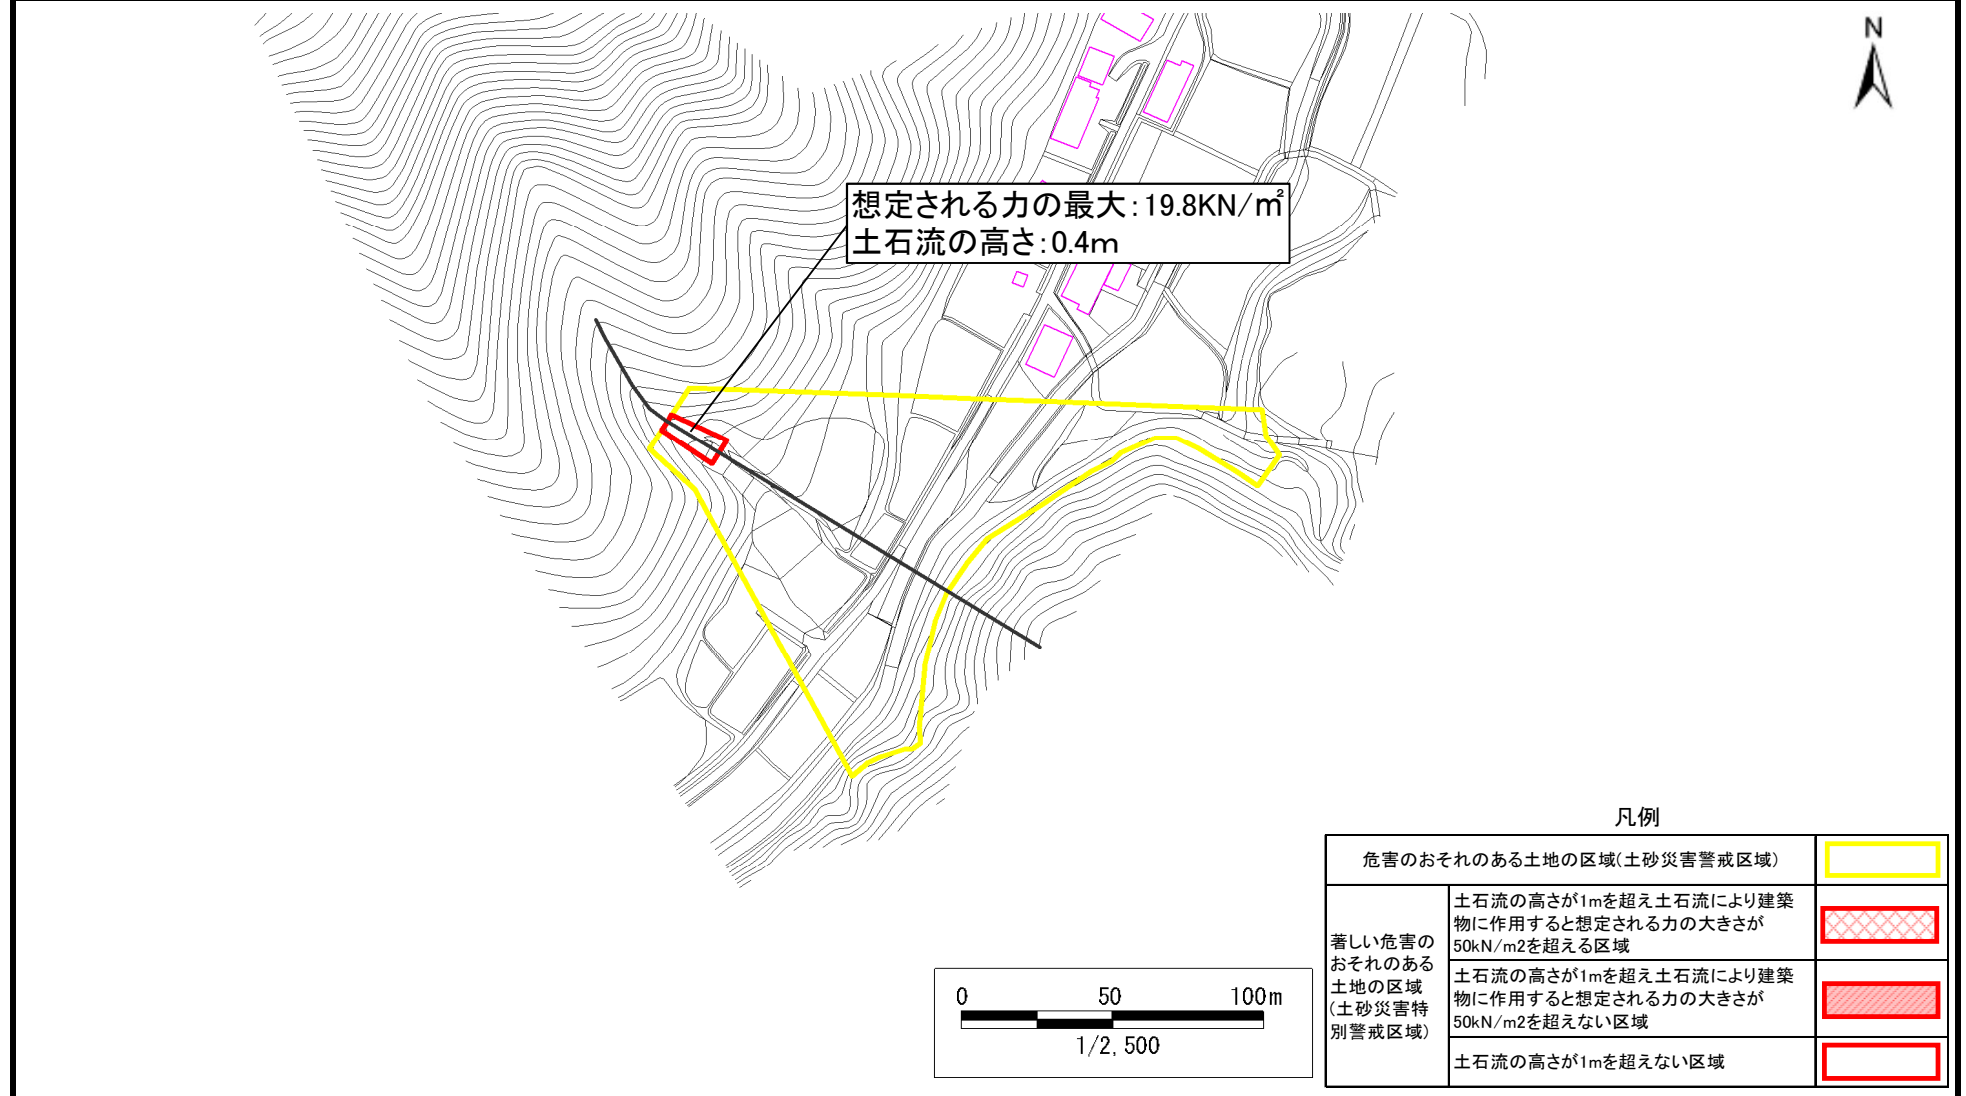 N
想定される力の最大:19.8KN/㎡
土石流の高さ:0.4m
凡例
危害のおそれのある土地の区域(土砂災害警戒区域)
著しい危害の
おそれのある
土地の区域
(土砂災害特
別警戒区域)
土石流の高さが1mを超え土石流により建築
物に作用すると想定される力の大きさが
50kN/m2を超える区域
土石流の高さが1mを超え土石流により建築
物に作用すると想定される力の大きさが
50kN/m2を超えない区域
土石流の高さが1mを超えない区域
0 50 100m
1/2,500